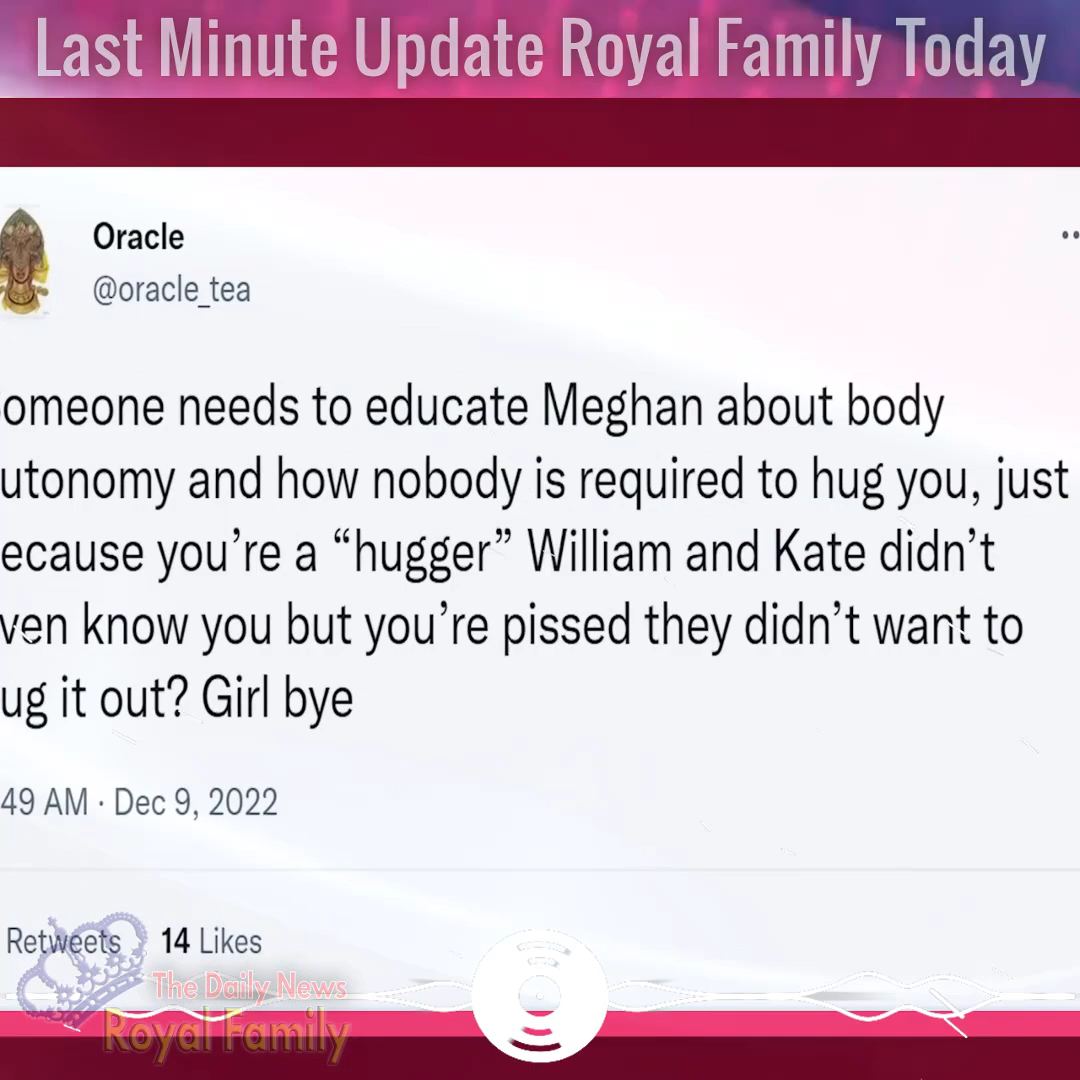 Last Minute Update Royal Family Today
Oracle
@oracle_tea
omeone needs to educate Meghan about body
utonomy and how nobody is required to hug you, just
ecause you’re a “hugger” William and Kate didn’t
ven know you but you’re pissed they didn’t want to
ug it out? Girl bye
49 AM · Dec 9, 2022
Retweets 14 Likes
The Daily News
Royal Family